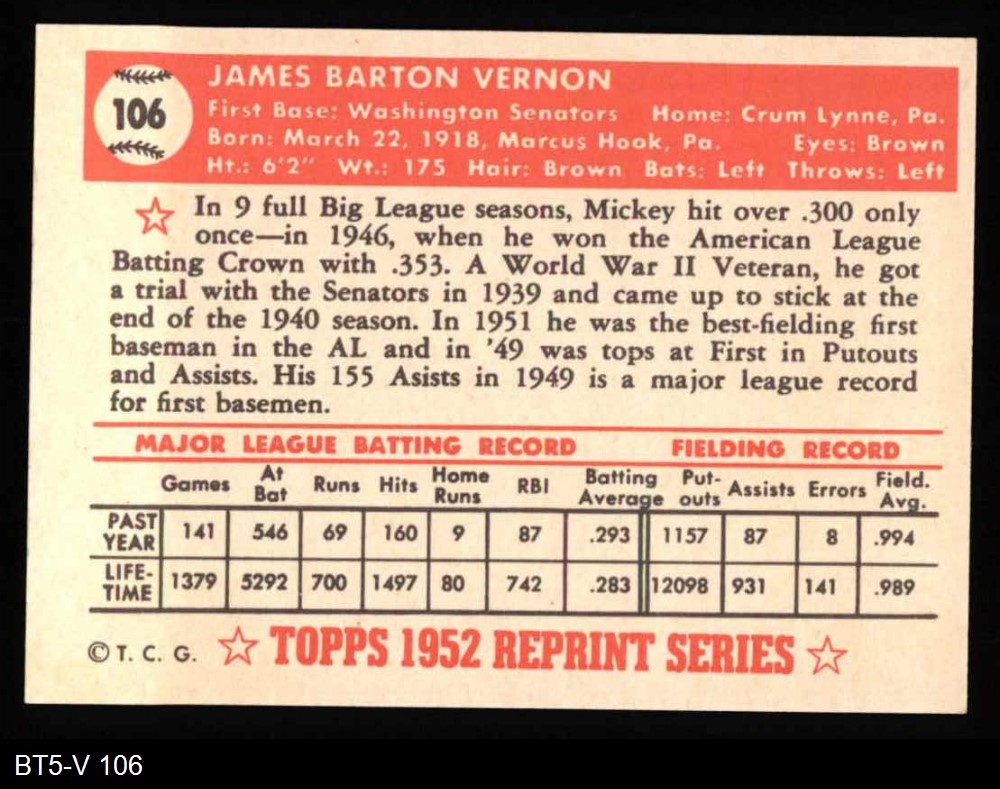 JAMES BARTON VERNON
106
First Base: Washington Senators Home: Crum Lynne, Pa.
Born: March 22, 1918, Marcus Hook, Pa. Eyes: Brown
Ht.: 6'2" Wt.: 175 Hair: Brown Bats: Left Throws: Left
In 9 full Big League seasons, Mickey hit over .300 only
once—in 1946, when he won the American League
Batting Crown with .353. A World War II Veteran, he got
a trial with the Senators in 1939 and came up to stick at the
end of the 1940 season. In 1951 he was the best-fielding first
baseman in the AL and in '49 was tops at First in Putouts
and Assists. His 155 Asists in 1949 is a major league record
for first basemen.
MAJOR LEAGUE BATTING RECORD FIELDING RECORD
Games At Bat Runs Hits Home Runs RBI Batting Average Put-outs Assists Errors Field. Avg.
PAST YEAR 141 546 69 160 9 87 .293 1157 87 8 .994
LIFE-TIME 1379 5292 700 1497 80 742 .283 12098 931 141 .989
© T. C. G. TOPPS 1952 REPRINT SERIES
BT5-V 106